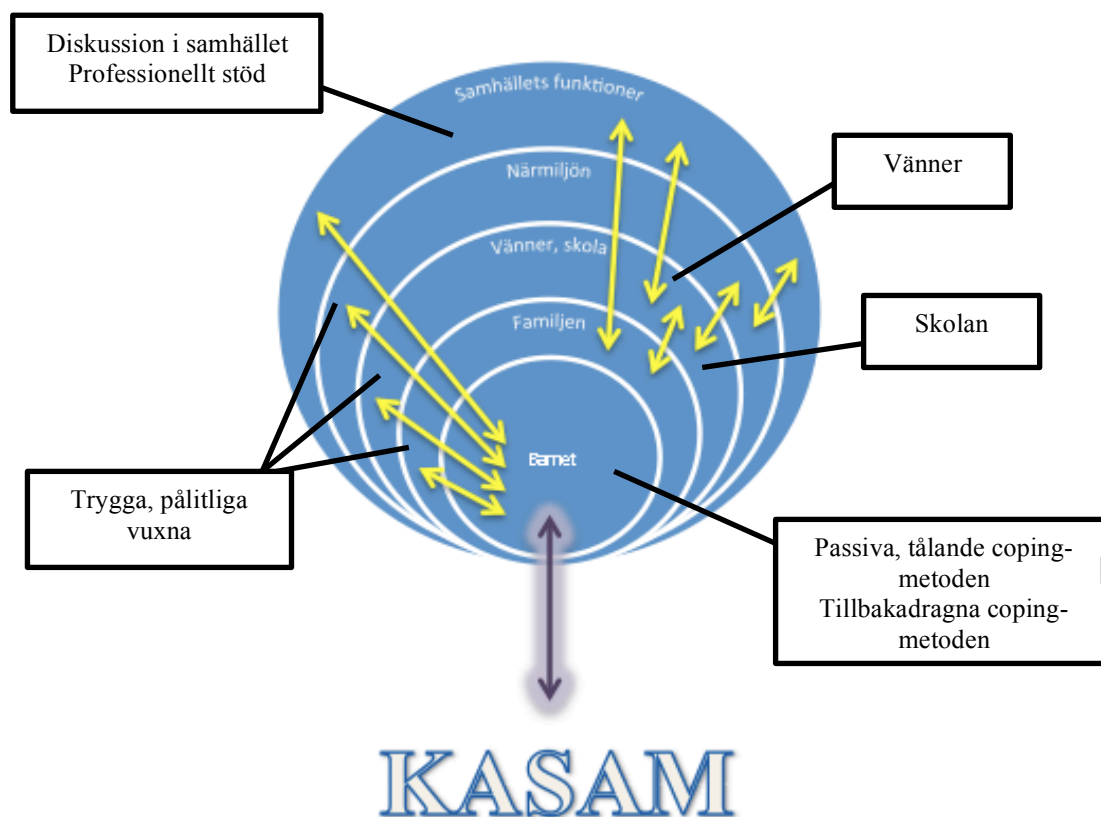 Diskussion i samhället
Professionellt stöd
Samhällets funktioner
Närmiljön
Vänner
Vänner, skola
Familjen
Skolan
Barnet
Trygga, pålitliga
vuxna
Passiva, tålande coping-
metoden
Tillbakadragna coping-
metoden
KASAM